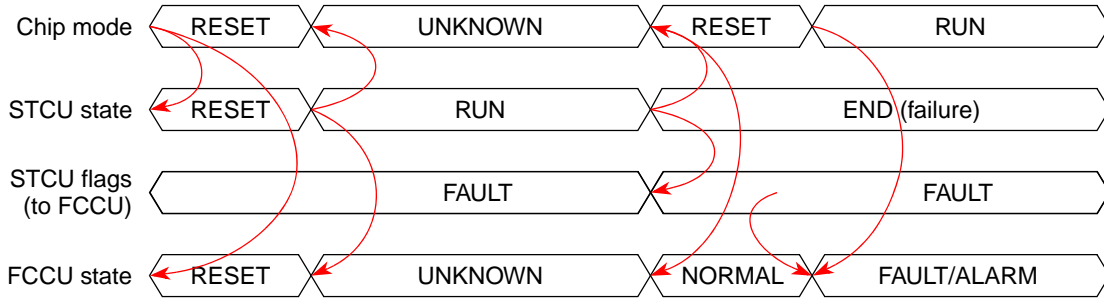 Chip mode RESET UNKNOWN RESET RUN
STCU state RESET RUN END (failure)
STCU flags
(to FCCU) FAULT FAULT
FCCU state RESET UNKNOWN NORMAL FAULT/ALARM